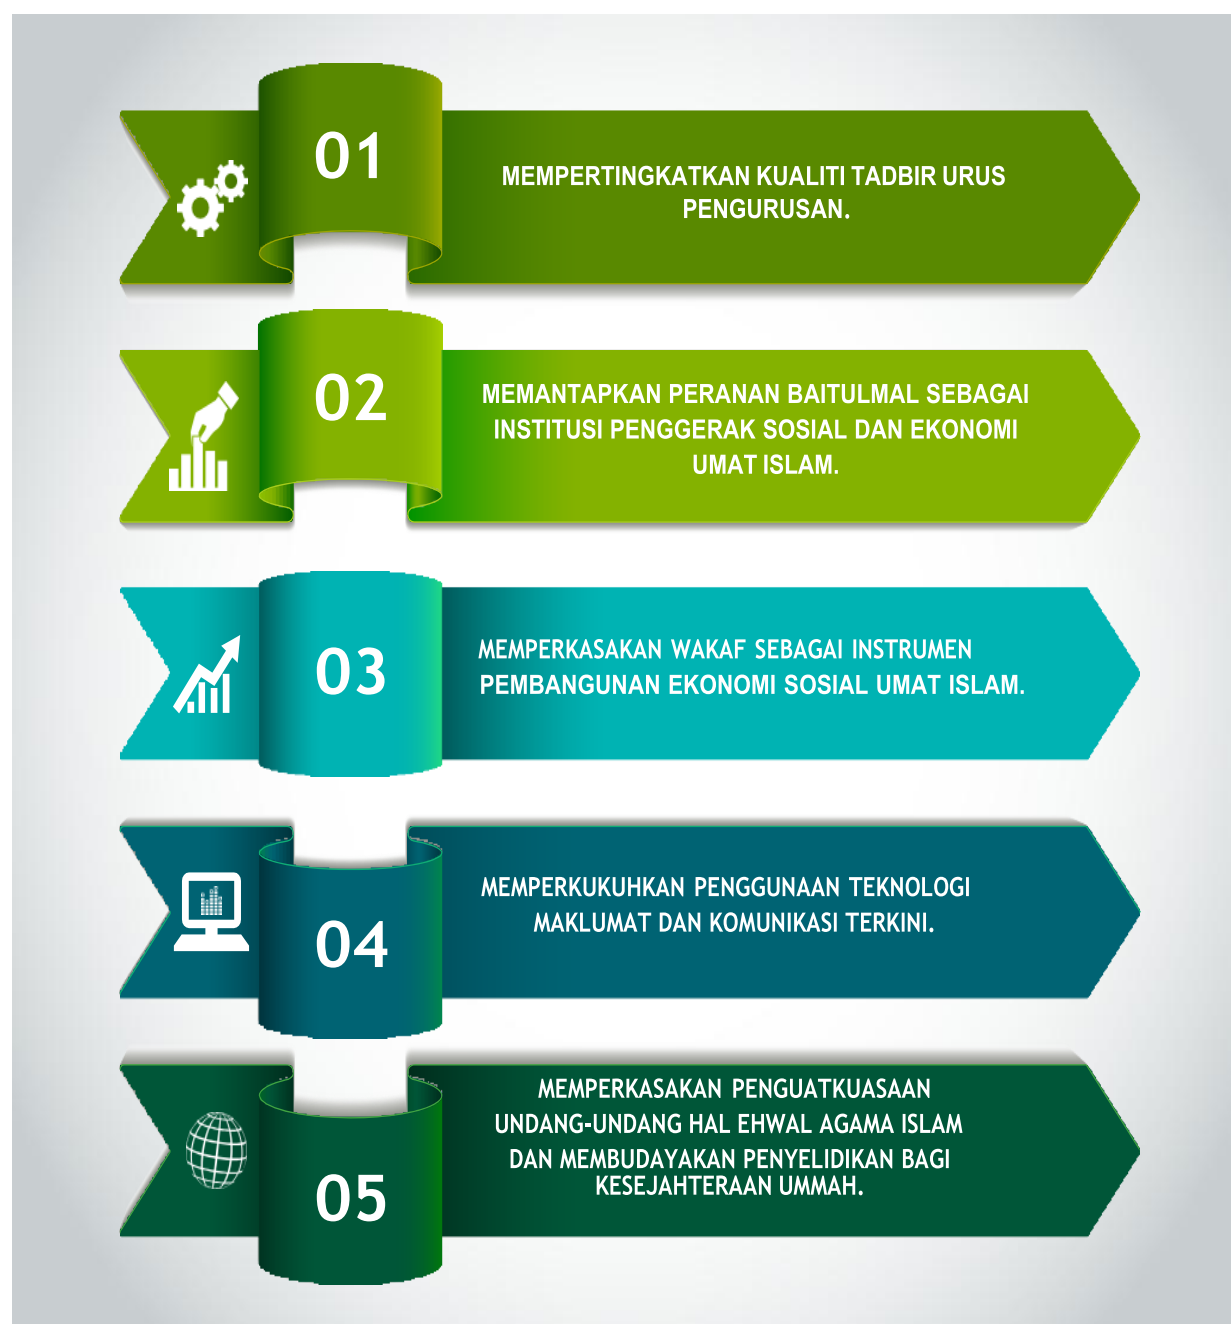 01
MEMPERTINGKATKAN KUALITI TADBIR URUS
PENGURUSAN.
02
MEMANTAPKAN PERANAN BAITULMAL SEBAGAI
INSTITUSI PENGGERAK SOSIAL DAN EKONOMI
UMAT ISLAM.
03
MEMPERKASAKAN WAKAF SEBAGAI INSTRUMEN
PEMBANGUNAN EKONOMI SOSIAL UMAT ISLAM.
04
MEMPERKUKUHKAN PENGGUNAAN TEKNOLOGI
MAKLUMAT DAN KOMUNIKASI TERKINI.
05
MEMPERKASAKAN PENGUATKUASAAN
UNDANG-UNDANG HAL EHWAL AGAMA ISLAM
DAN MEMBUDAYAKAN PENYELIDIKAN BAGI
KESEJAHTERAAN UMMAH.